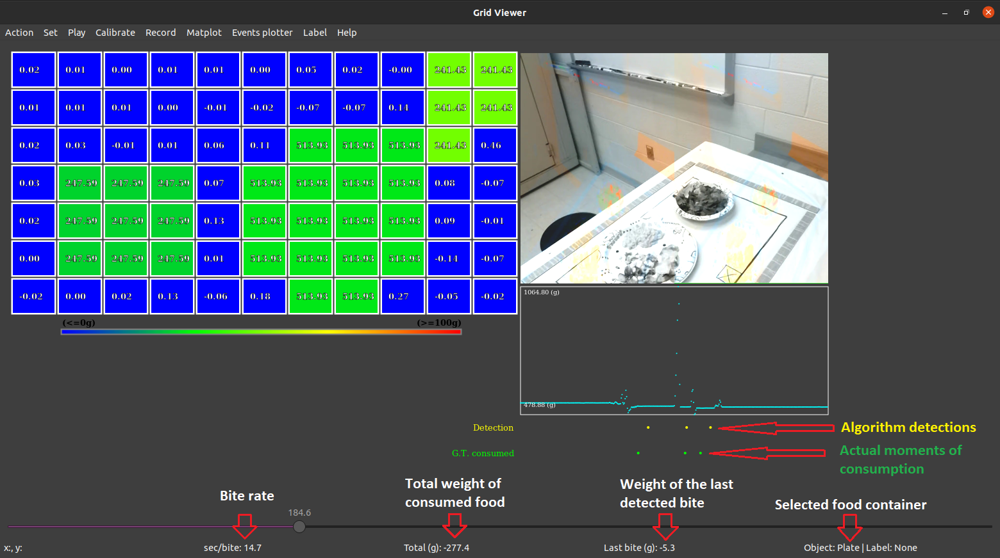 Grid Viewer
Action Set Play Calibrate Record Matplot Events plotter Label Help
0.02 0.01 0.00 0.01 0.01 0.00 0.05 0.02 -0.00 241.43 241.43
0.01 0.01 0.01 0.00 -0.01 -0.02 -0.07 -0.07 0.14 241.43 241.43
0.02 0.03 -0.01 0.01 0.06 0.11 513.93 513.93 513.93 241.43 0.46
0.03 247.59 247.59 247.59 0.07 513.93 513.93 513.93 513.93 0.08 -0.07
0.02 247.59 247.59 247.59 0.13 513.93 513.93 513.93 513.93 0.09 -0.01
0.00 247.59 247.59 247.59 0.01 513.93 513.93 513.93 513.93 -0.14 -0.07
-0.02 0.00 0.02 0.13 -0.06 0.18 513.93 513.93 0.27 -0.05 -0.02
(<=0g) (>=100g)
1064.80 (g)
478.88 (g)
Detection
Algorithm detections
G.T. consumed
Actual moments of
consumption
Bite rate
Total weight of
consumed food
Weight of the last
detected bite
Selected food container
184.6
x:, y:
sec/bite: 14.7
Total (g): -277.4
Last bite (g): -5.3
Object: Plate | Label: None